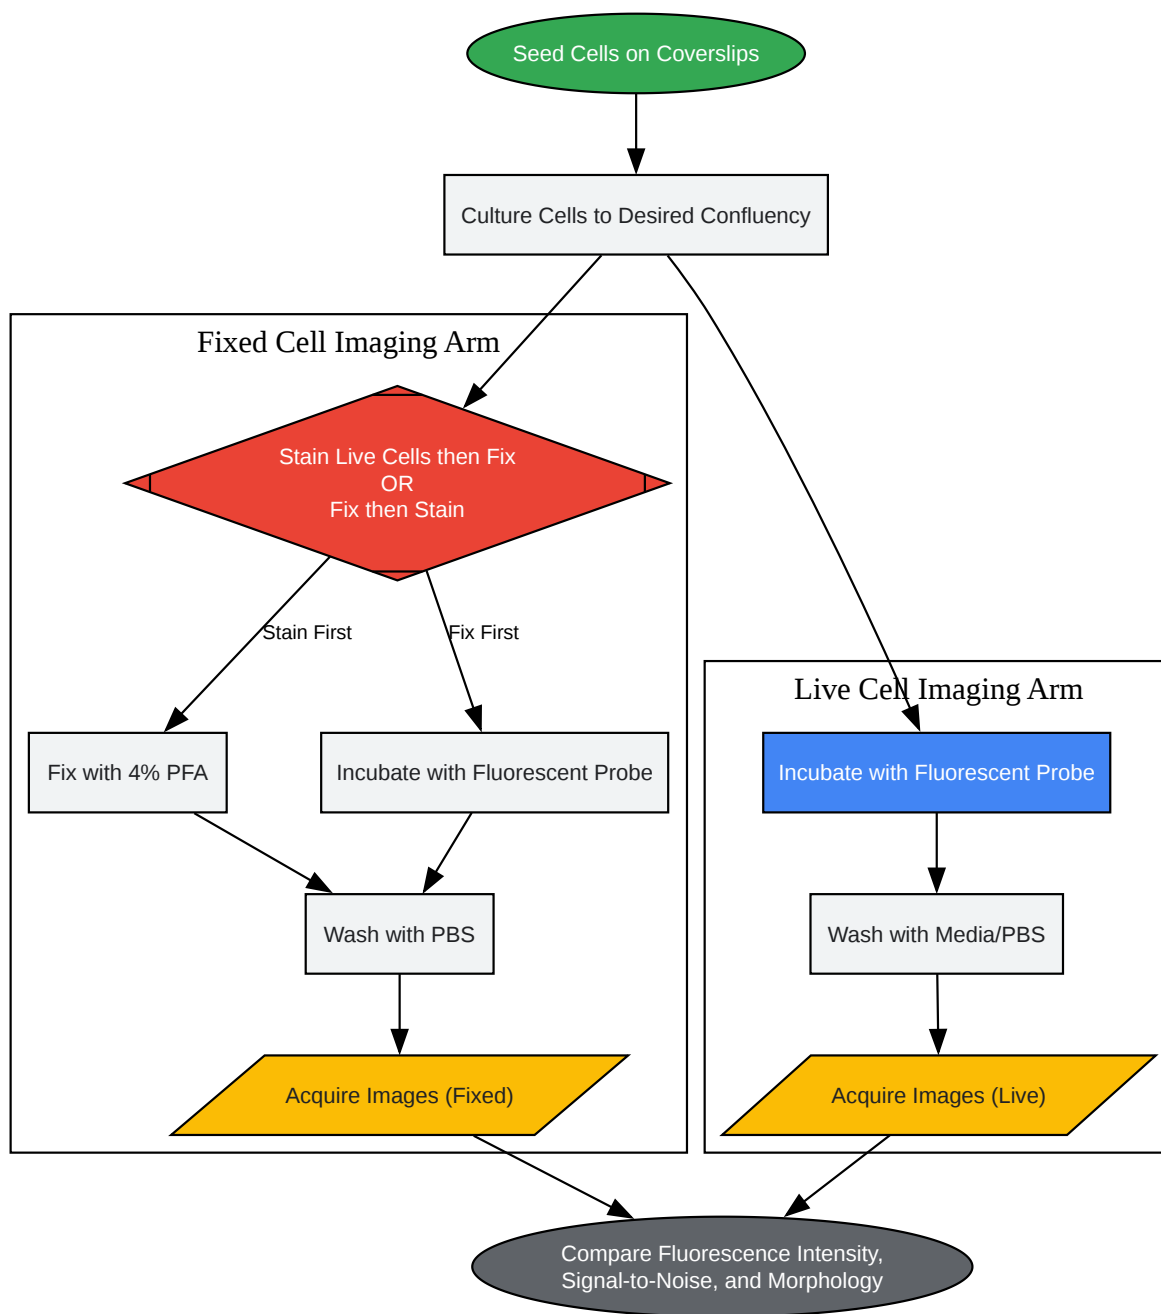 Seed Cells on Coverslips
Culture Cells to Desired Confluency
Fixed Cell Imaging Arm
Stain Live Cells then Fix
OR
Fix then Stain
Stain First
Fix First
Live Cell Imaging Arm
Fix with 4% PFA
Incubate with Fluorescent Probe
Incubate with Fluorescent Probe
Wash with PBS
Wash with Media/PBS
Acquire Images (Fixed)
Acquire Images (Live)
Compare Fluorescence Intensity,
Signal-to-Noise, and Morphology